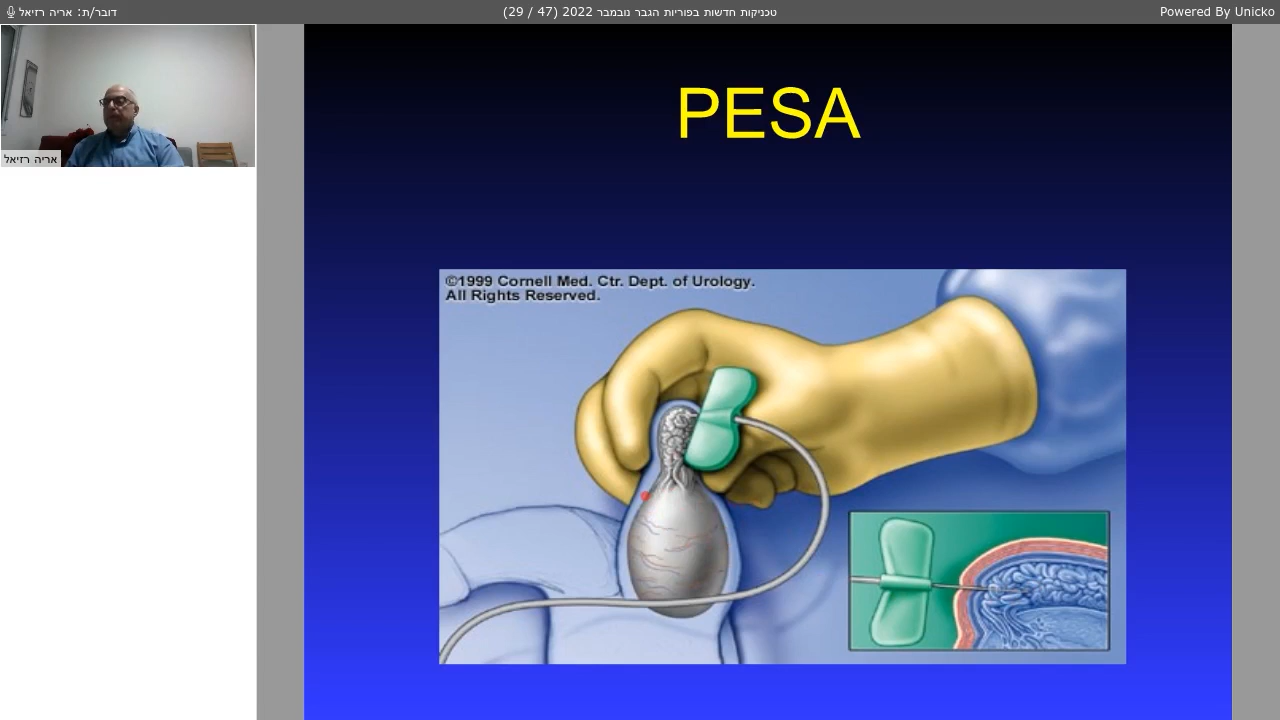 דובר/ת: אריה רזיאל
טכניקות חדשות בפוריות הגבר נובמבר 2022 (47 / 29)
Powered By Unicko
אריה רזיאל
PESA
©1999 Cornell Med. Ctr. Dept. of Urology.
All Rights Reserved.